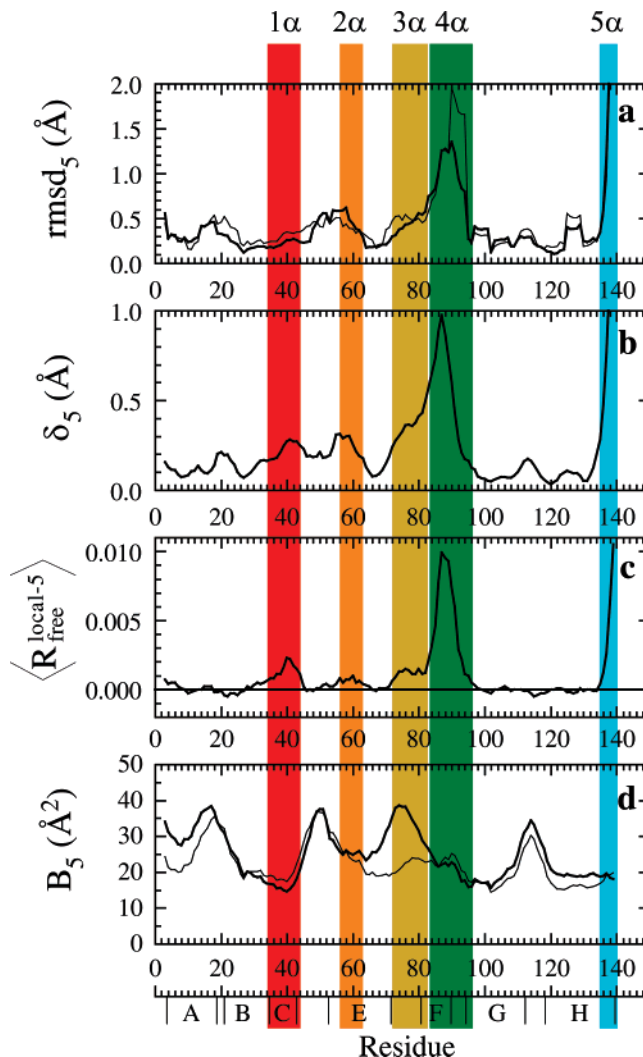 1α 2α 3α 4α 5α
rmsd5 (Å)
2.0
1.5
1.0
0.5
0.0
a
0 20 40 60 80 100 120 140
δ5 (Å)
1.0
0.5
0.0
b
0 20 40 60 80 100 120 140
⟨R free local-5⟩
0.010
0.005
0.000
c
0 20 40 60 80 100 120 140
B5 (Å2)
50
40
30
20
10
0
d
0 20 40 60 80 100 120 140
A B C E F G H
Residue